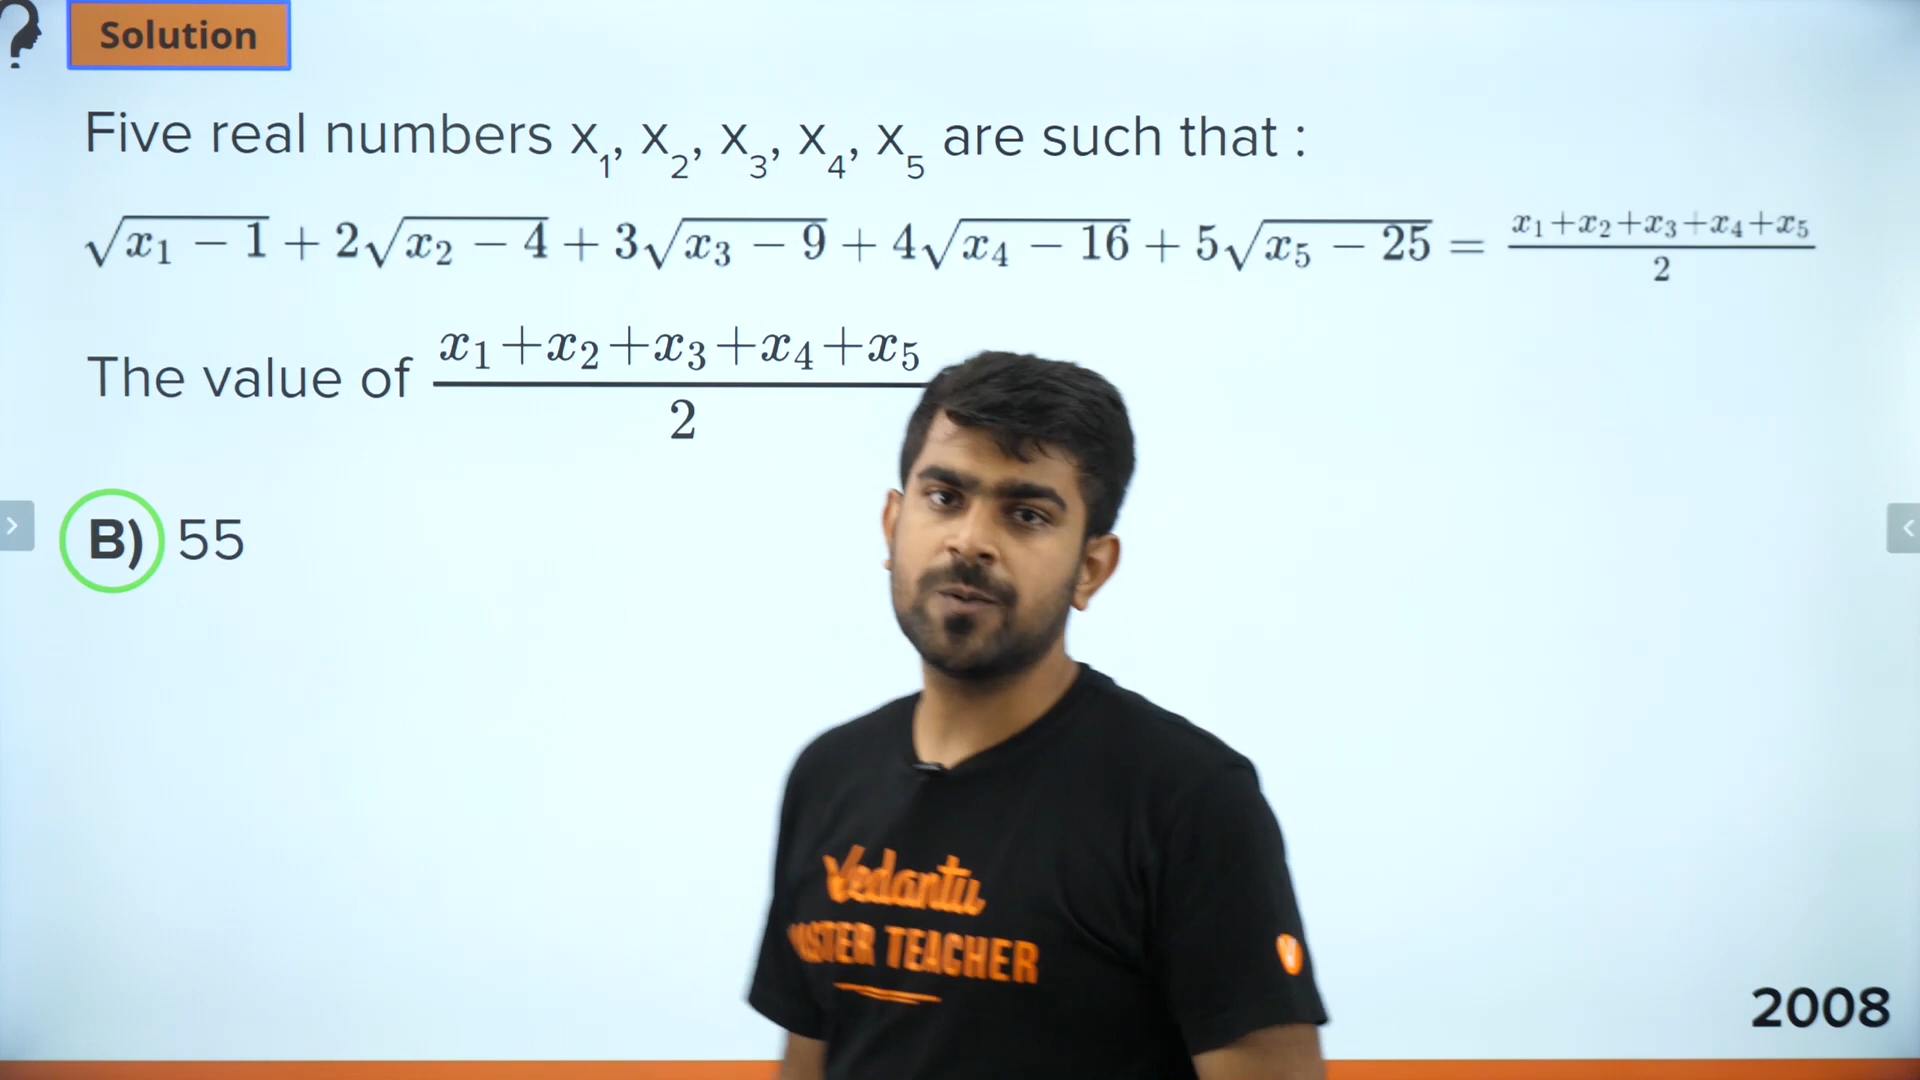 Solution
Five real numbers x₁, x₂, x₃, x₄, x₅ are such that :
√(x₁ − 1) + 2√(x₂ − 4) + 3√(x₃ − 9) + 4√(x₄ − 16) + 5√(x₅ − 25) = (x₁+x₂+x₃+x₄+x₅)/2
The value of (x₁+x₂+x₃+x₄+x₅)/2
B) 55
Vedantu
TEACHER
2008